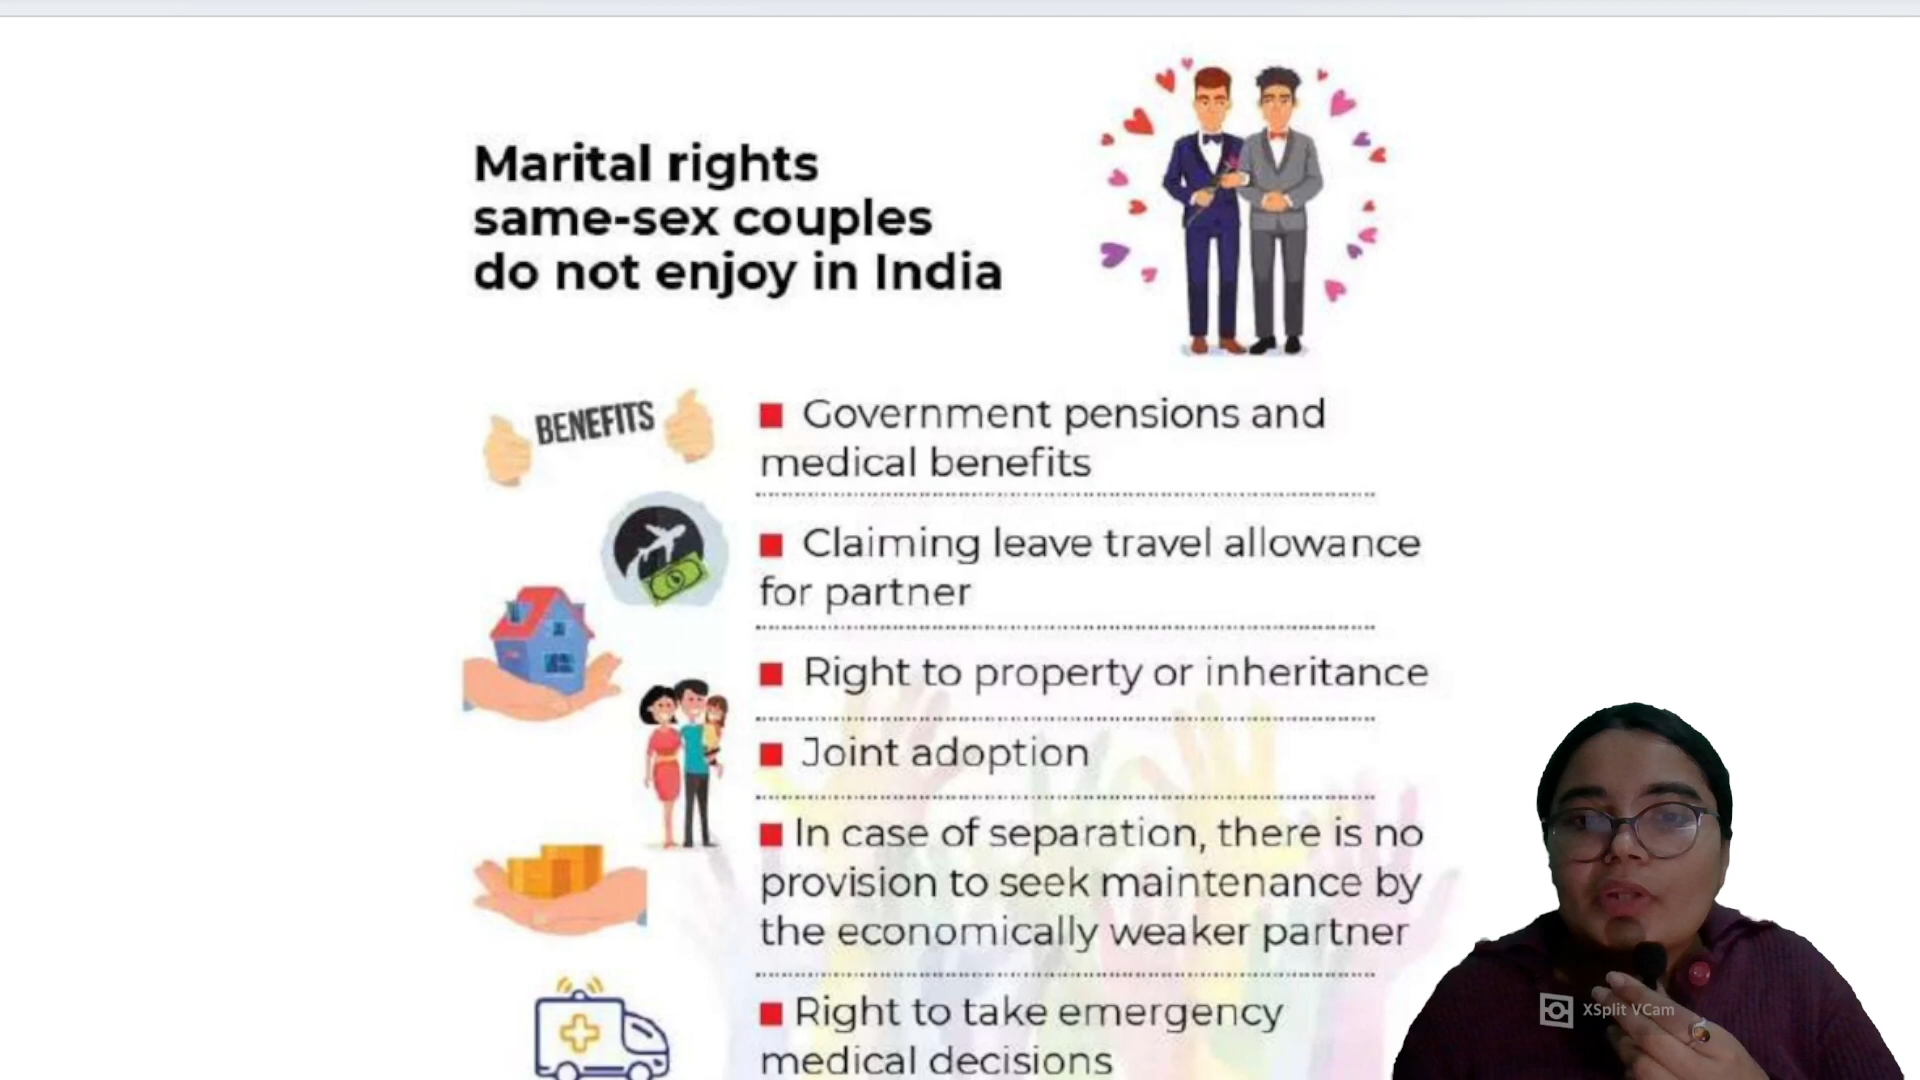 Marital rights
same-sex couples
do not enjoy in India
BENEFITS
Government pensions and
medical benefits
Claiming leave travel allowance
for partner
Right to property or inheritance
Joint adoption
In case of separation, there is no
provision to seek maintenance by
the economically weaker partner
Right to take emergency
medical decisions
XSplit VCam